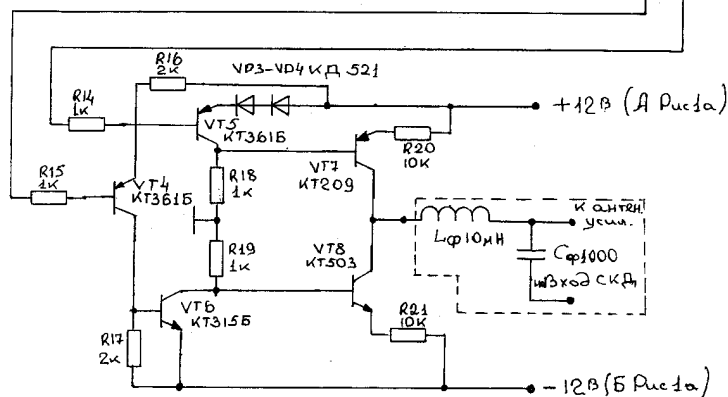 R16
2к
VD3-VD4 КД 521
+12В (А Рис1а)
R14
1к
VT5
КТ361Б
R20
10К
VT7
КТ209
R15
1к
VT4
КТ361Б
R18
1к
к антен.
усил.
Lф10мН
R19
1к
VT8
КТ503
Сф1000
Вход СКД
VT6
КТ315Б
R21
10К
R17
2к
-12В (Б Рис1а)